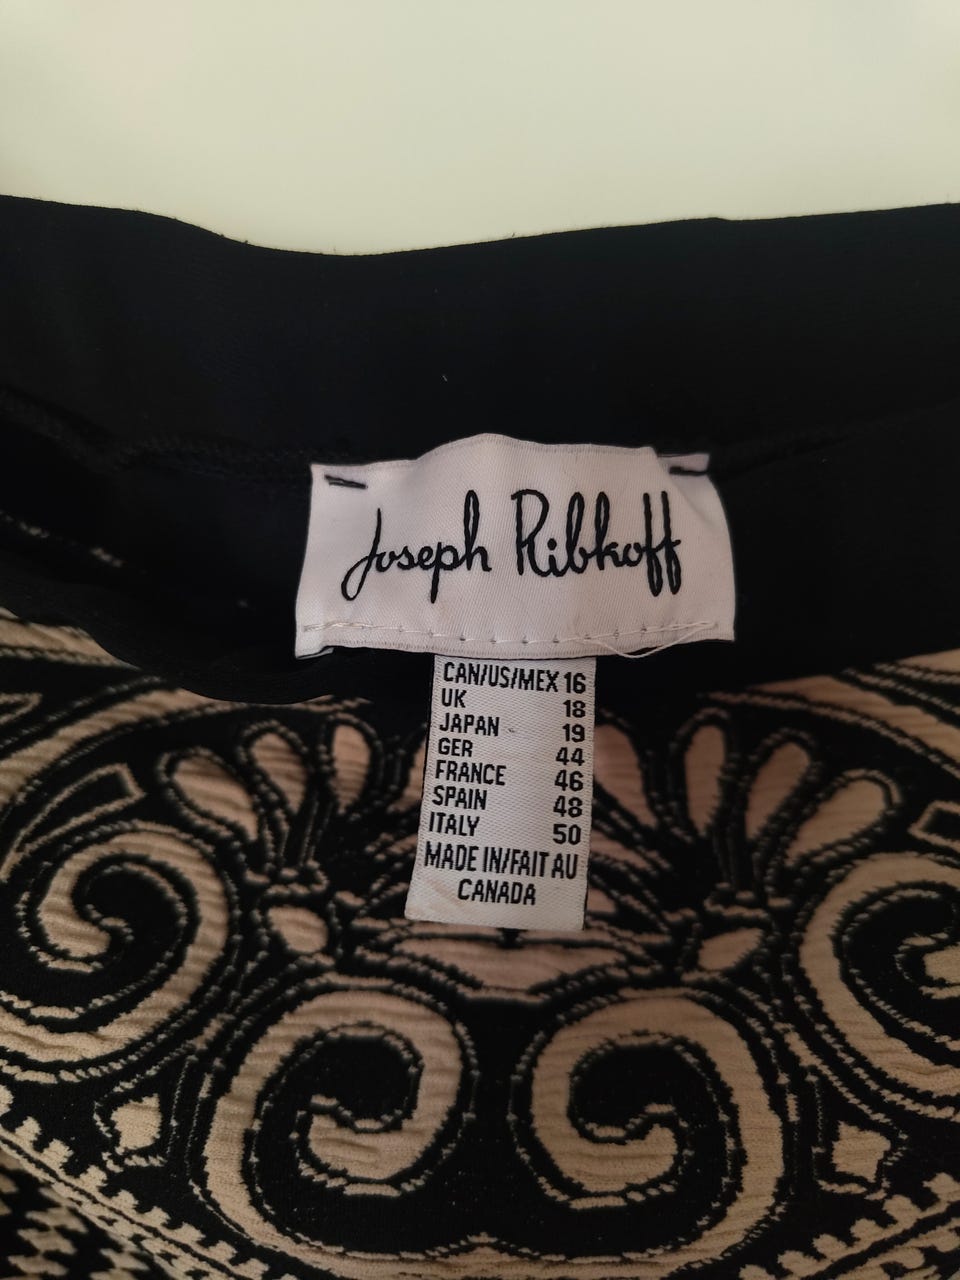 Joseph Ribkoff
CAN/US/MEX 16
UK 18
JAPAN 19
GER 44
FRANCE 46
SPAIN 48
ITALY 50
MADE IN/FAIT AU
CANADA